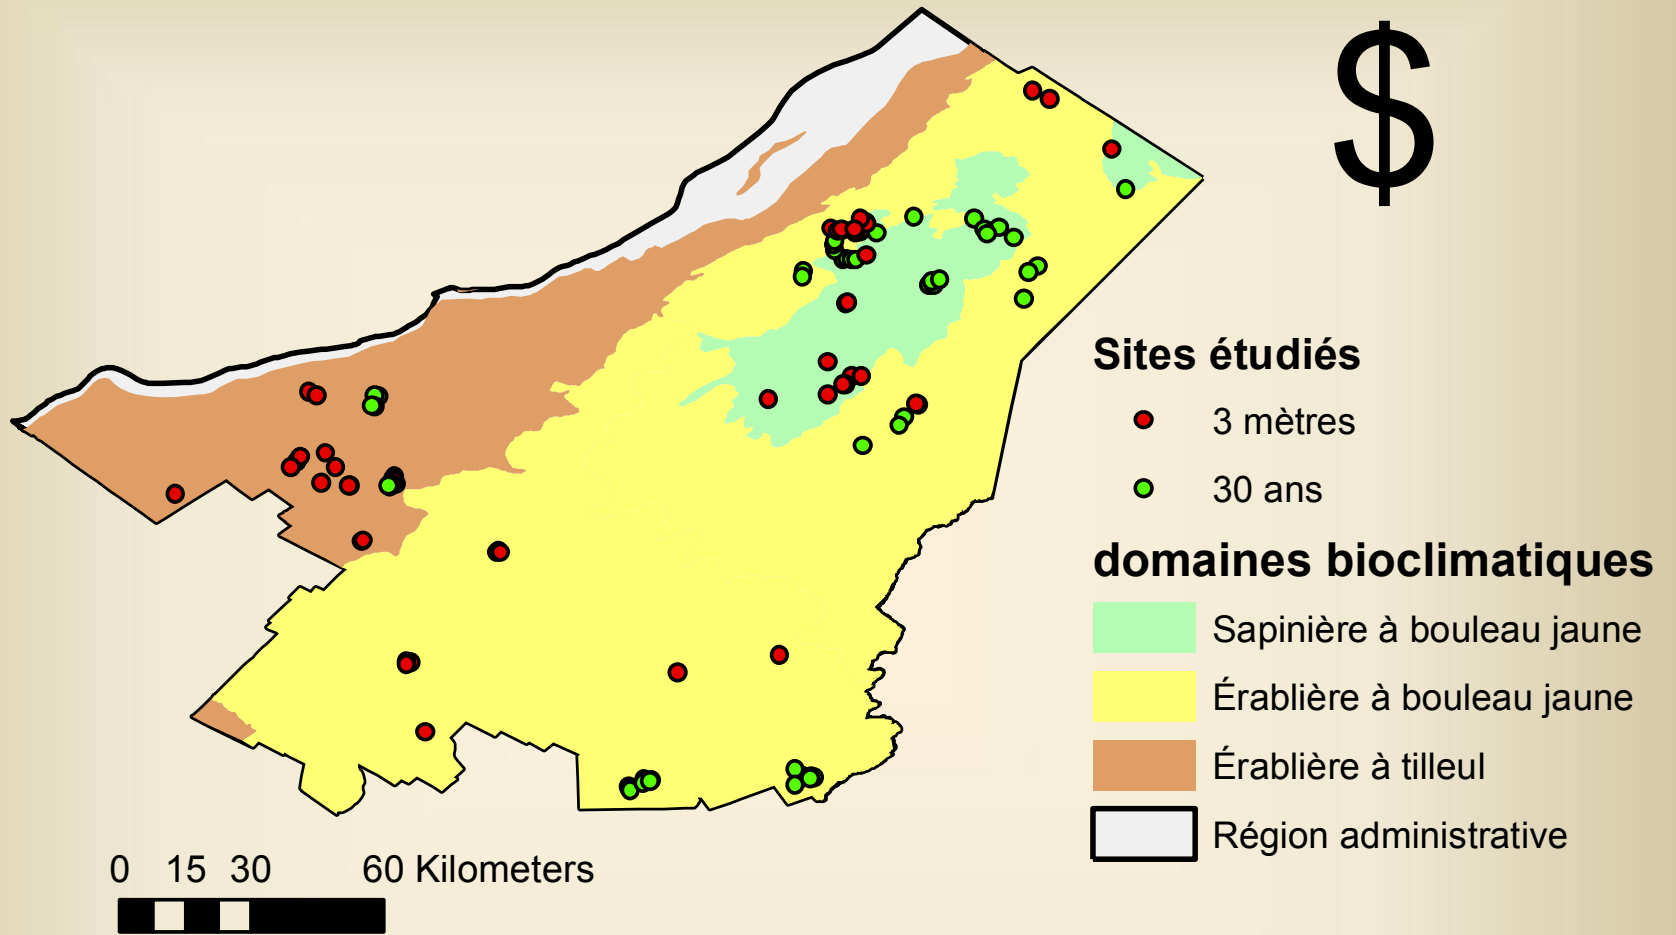 $
Sites étudiés
3 mètres
30 ans
domaines bioclimatiques
Sapinière à bouleau jaune
Érablière à bouleau jaune
Érablière à tilleul
Région administrative
0 15 30 60 Kilometers